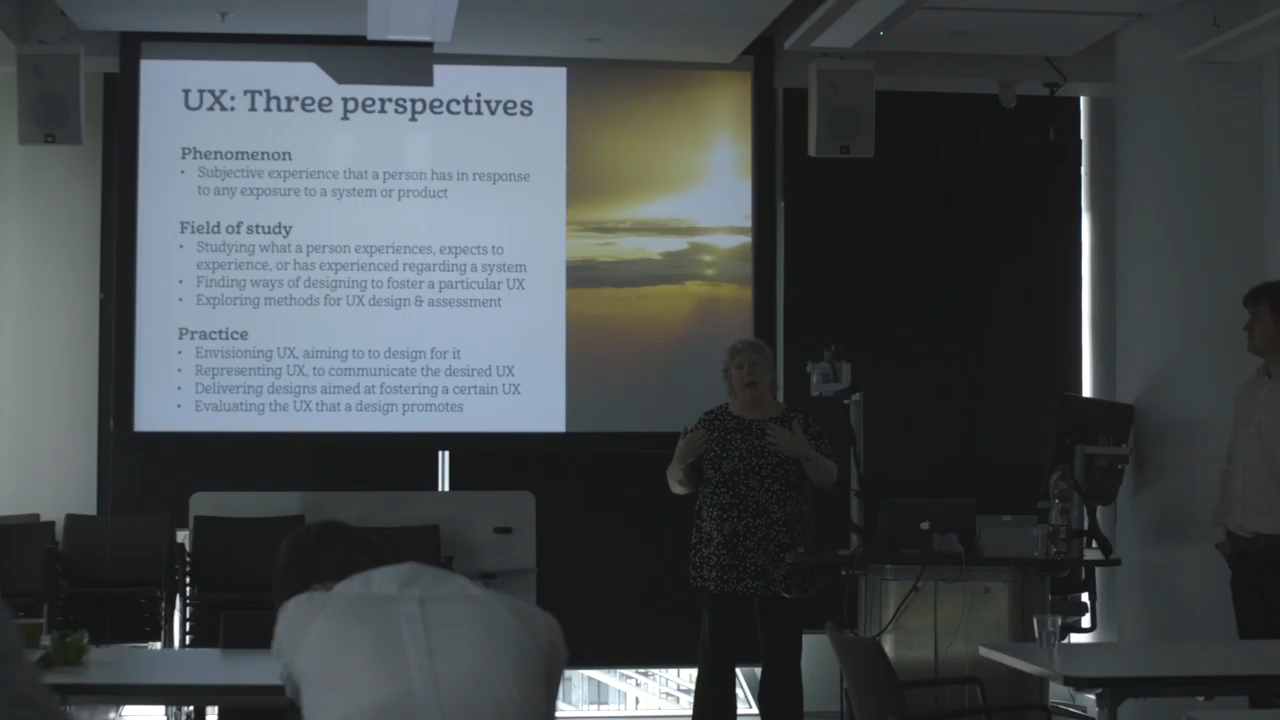 UX: Three perspectives
Phenomenon
• Subjective experience that a person has in response
to any exposure to a system or product
Field of study
• Studying what a person experiences, expects to
experience, or has experienced regarding a system
• Finding ways of designing to foster a particular UX
• Exploring methods for UX design & assessment
Practice
• Envisioning UX, aiming to to design for it
• Representing UX, to communicate the desired UX
• Delivering designs aimed at fostering a certain UX
• Evaluating the UX that a design promotes